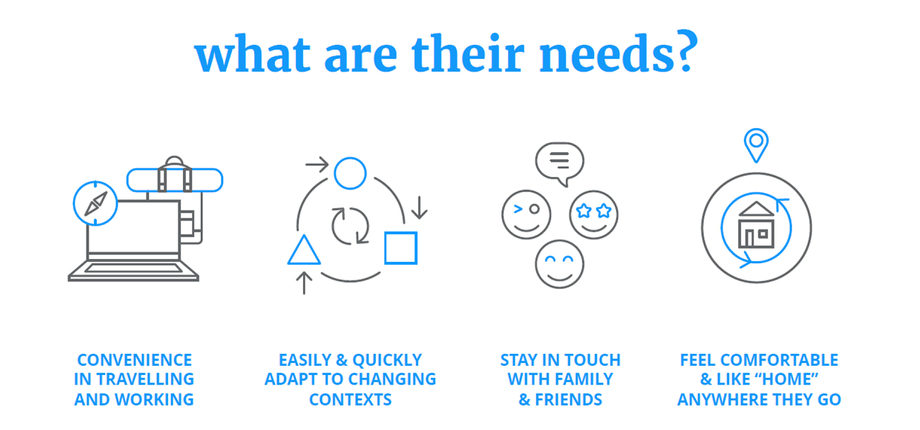 what are their needs?
CONVENIENCE
IN TRAVELLING
AND WORKING
EASILY & QUICKLY
ADAPT TO CHANGING
CONTEXTS
STAY IN TOUCH
WITH FAMILY
& FRIENDS
FEEL COMFORTABLE
& LIKE “HOME”
ANYWHERE THEY GO